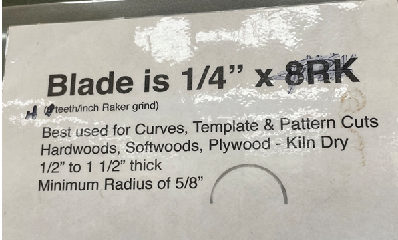 Blade is 1/4” x 8RK
teeth/inch Raker grind)
Best used for Curves, Template & Pattern Cuts
Hardwoods, Softwoods, Plywood - Kiln Dry
1/2” to 1 1/2” thick
Minimum Radius of 5/8”